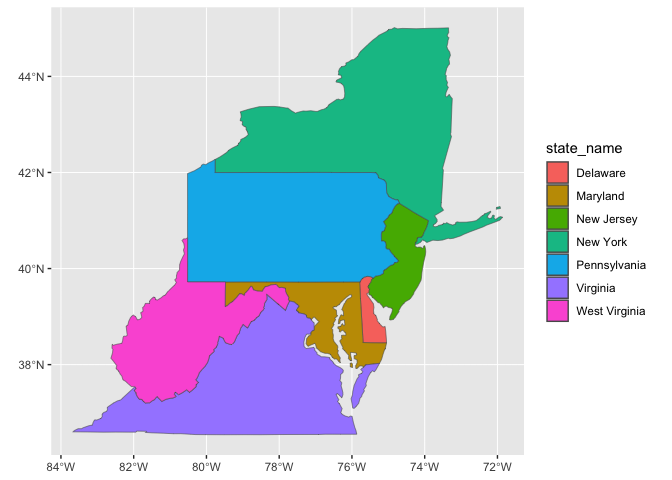 44°N
42°N
40°N
38°N
84°W 82°W 80°W 78°W 76°W 74°W 72°W
state_name
Delaware
Maryland
New Jersey
New York
Pennsylvania
Virginia
West Virginia